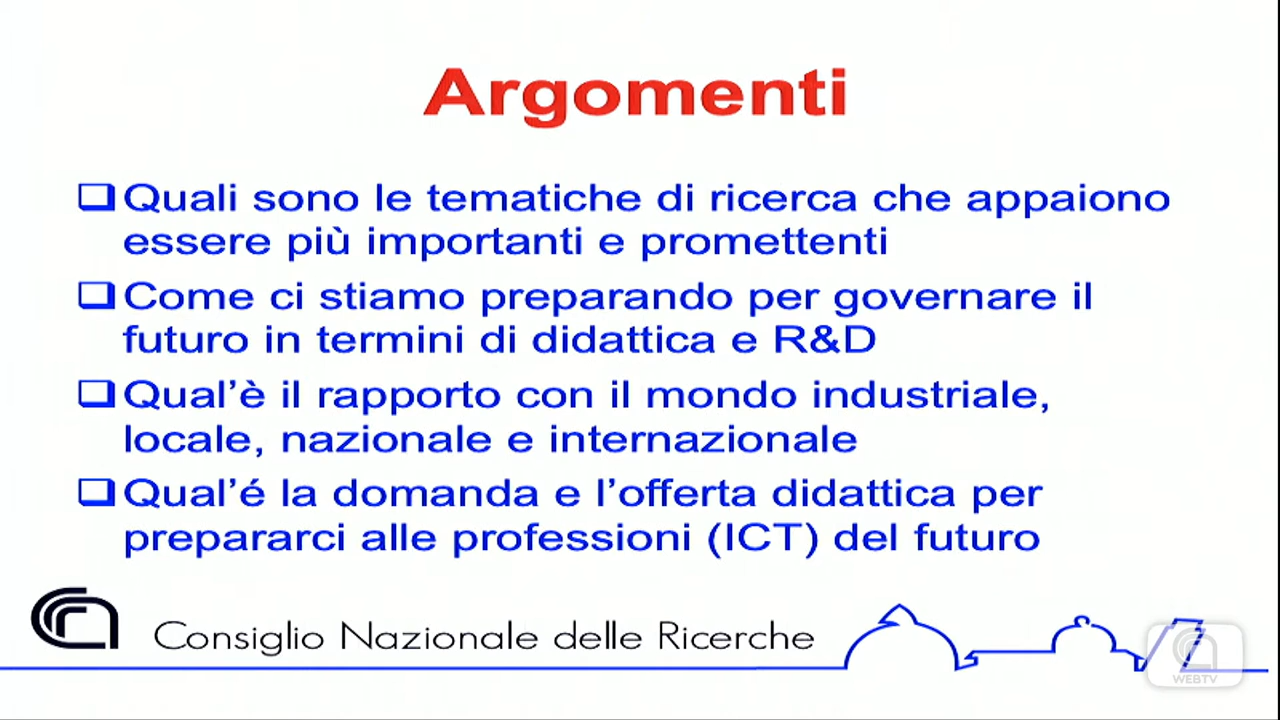 Argomenti
❑Quali sono le tematiche di ricerca che appaiono
essere più importanti e promettenti
❑Come ci stiamo preparando per governare il
futuro in termini di didattica e R&D
❑Qual’è il rapporto con il mondo industriale,
locale, nazionale e internazionale
❑Qual’é la domanda e l’offerta didattica per
prepararci alle professioni (ICT) del futuro
Consiglio Nazionale delle Ricerche
WEBTV